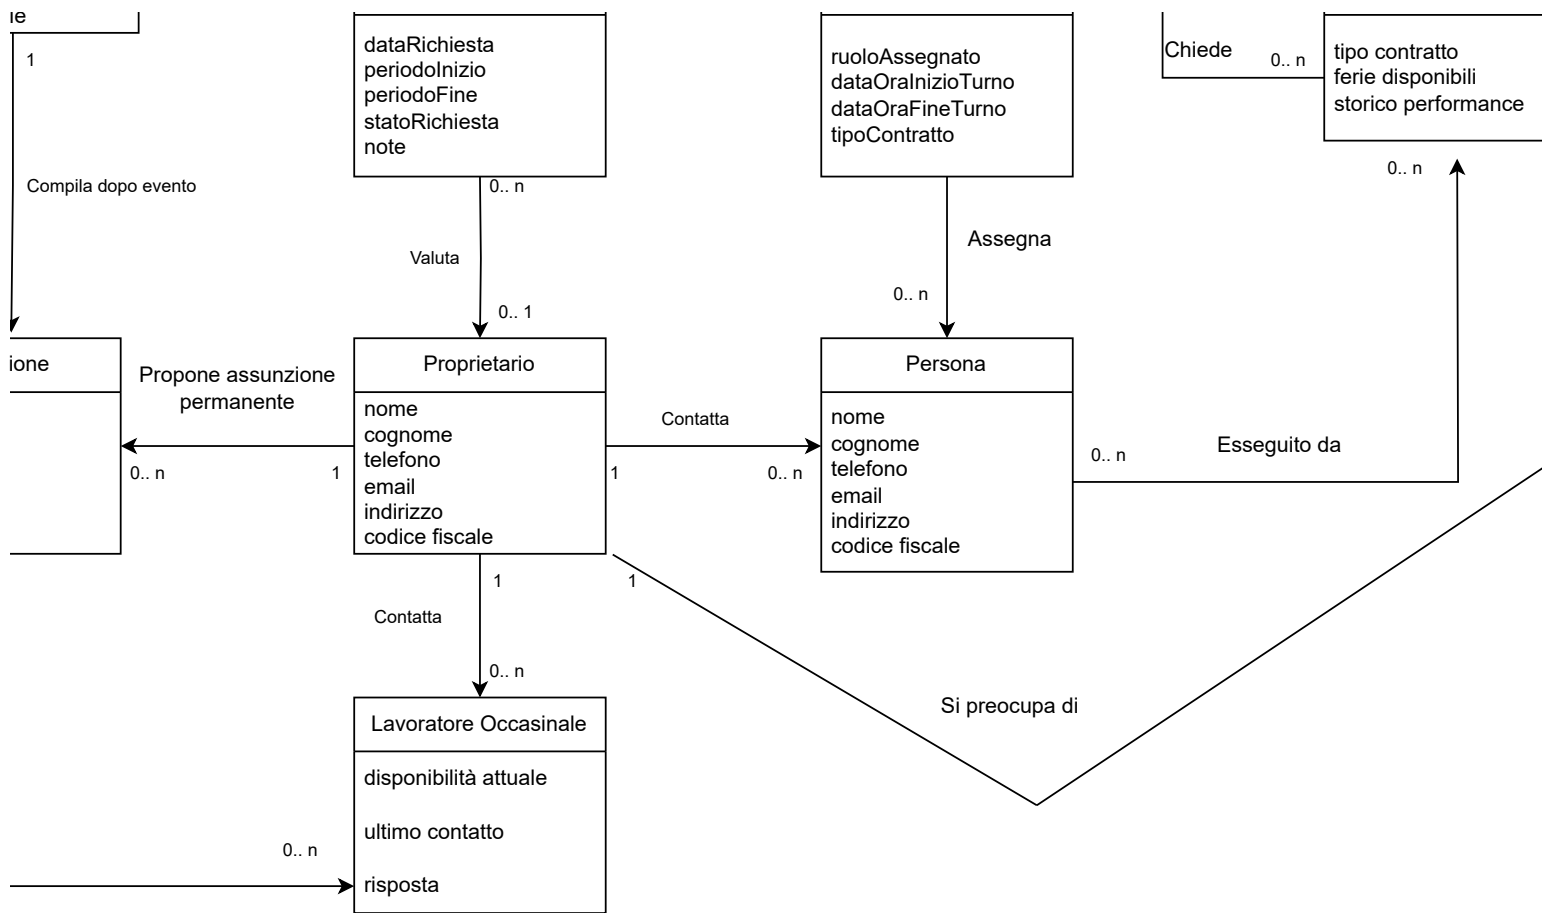 1
Compila dopo evento
dataRichiesta
periodoInizio
periodoFine
statoRichiesta
note
0.. n
Valuta
0.. 1
ruoloAssegnato
dataOraInizioTurno
dataOraFineTurno
tipoContratto
Assegna
0.. n
Chiede
0.. n
tipo contratto
ferie disponibili
storico performance
0.. n
ione
Propone assunzione
permanente
0.. n
1
Proprietario
nome
cognome
telefono
email
indirizzo
codice fiscale
Contatta
1
0.. n
Persona
nome
cognome
telefono
email
indirizzo
codice fiscale
0.. n
Esseguito da
1
Contatta
0.. n
1
Si preocupa di
Lavoratore Occasinale
disponibilità attuale
ultimo contatto
risposta
0.. n